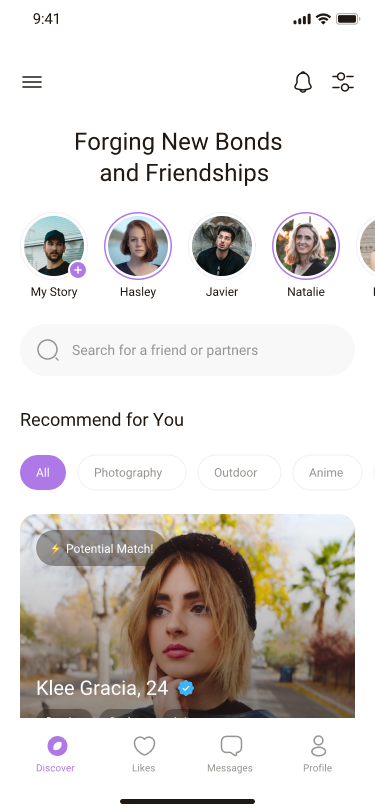 9:41
Forging New Bonds
and Friendships
My Story
Hasley
Javier
Natalie
Search for a friend or partners
Recommend for You
All
Photography
Outdoor
Anime
⚡ Potential Match!
Klee Gracia, 24
Discover
Likes
Messages
Profile